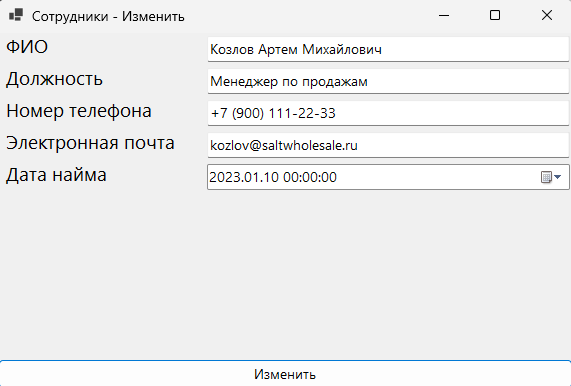 Сотрудники - Изменить
ФИО Козлов Артем Михайлович
Должность Менеджер по продажам
Номер телефона +7 (900) 111-22-33
Электронная почта kozlov@saltwholesale.ru
Дата найма 2023.01.10 00:00:00
Изменить